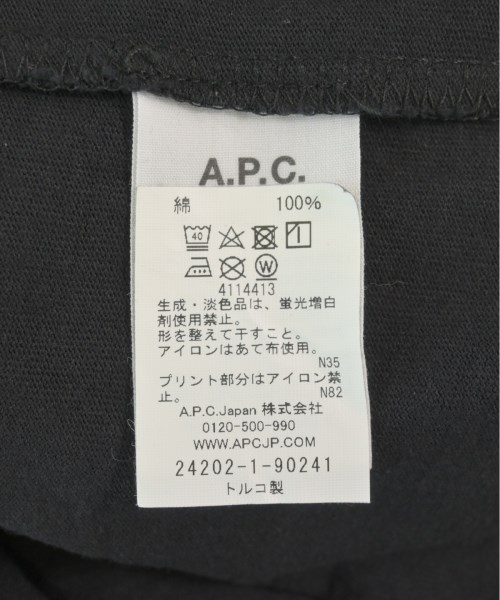 A.P.C.
綿 100%
40
W
4114413
生成・淡色品は、蛍光増白
剤使用禁止。
形を整えて干すこと。
アイロンはあて布使用。
N35
プリント部分はアイロン禁
止。 N82
A.P.C.Japan 株式会社
0120-500-990
WWW.APCJP.COM
24202-1-90241
トルコ製